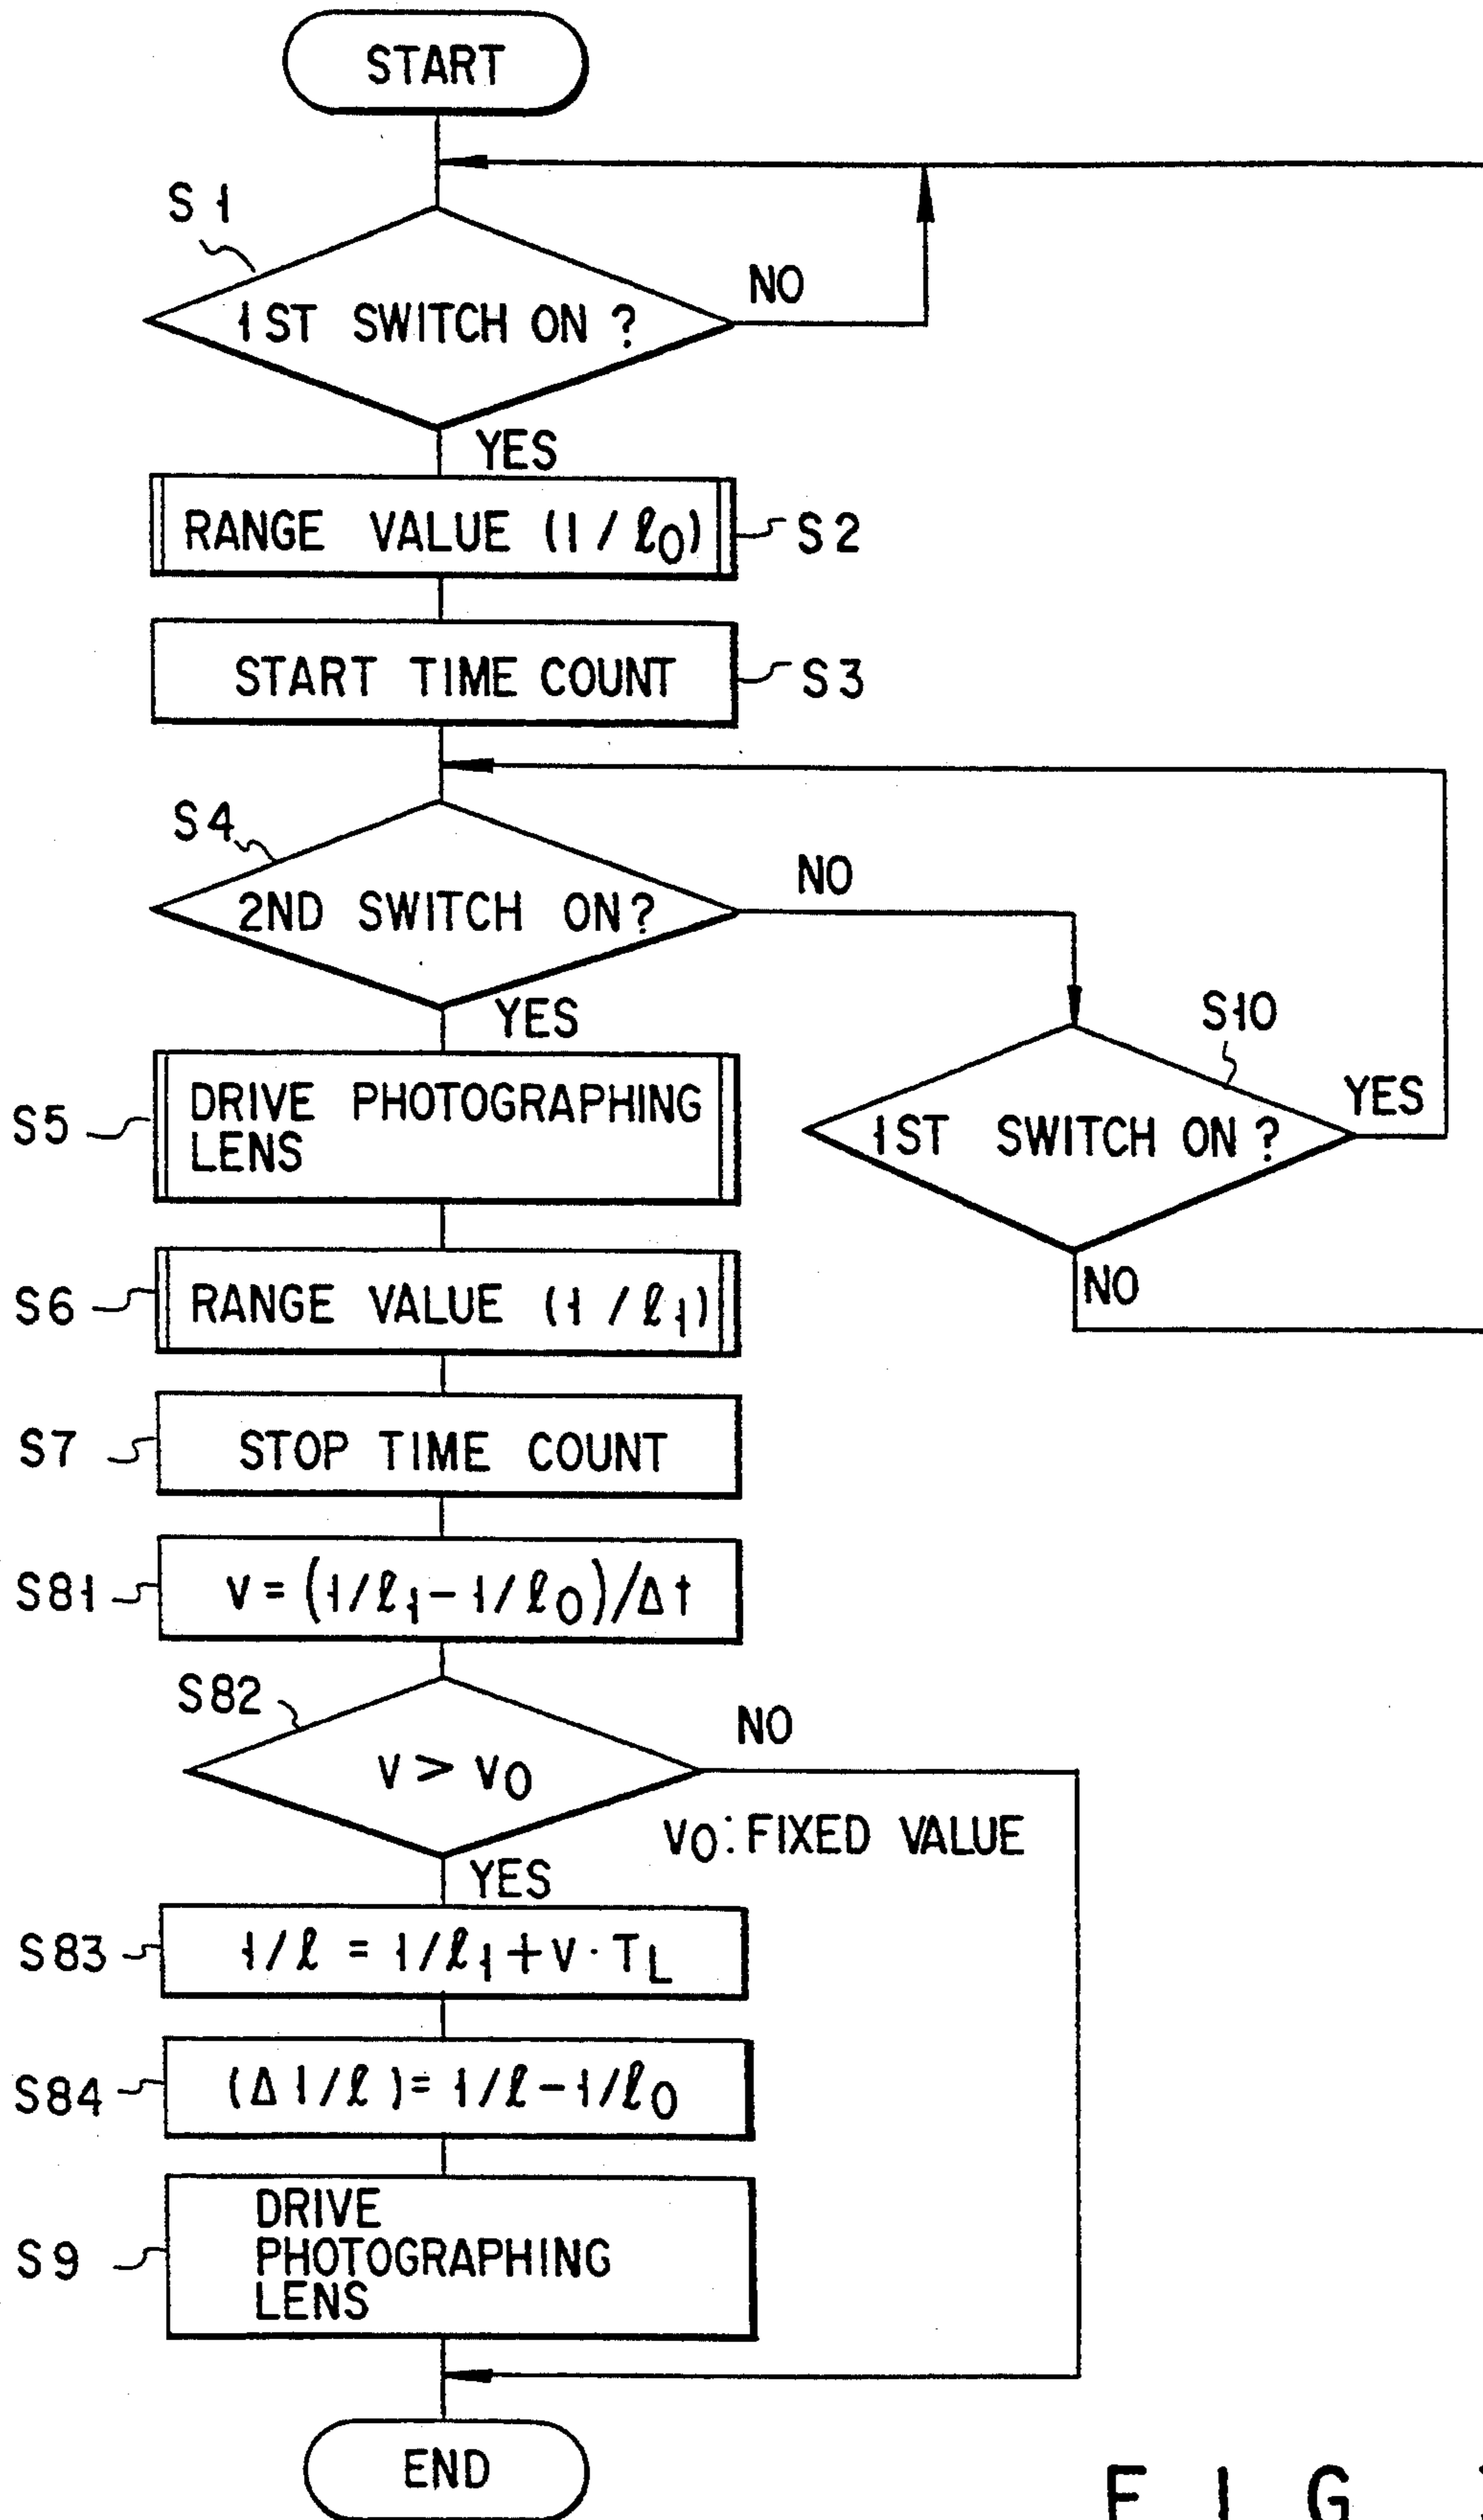 START
S1
1ST SWITCH ON ?
NO
YES
RANGE VALUE (1/ℓ0)
S2
START TIME COUNT
S3
S4
2ND SWITCH ON?
NO
YES
S10
1ST SWITCH ON ?
YES
NO
S5
DRIVE PHOTOGRAPHING
LENS
S6
RANGE VALUE (1/ℓ1)
S7
STOP TIME COUNT
S81
v = (1/ℓ1 − 1/ℓ0)/Δt
S82
v > v0
NO
v0: FIXED VALUE
YES
S83
1/ℓ = 1/ℓ1 + v · TL
S84
(Δ1/ℓ) = 1/ℓ − 1/ℓ0
S9
DRIVE
PHOTOGRAPHING
LENS
END
FIG.